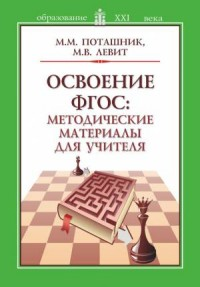 образование XXI века
М.М. ПОТАШНИК,
М.В. ЛЕВИТ
ОСВОЕНИЕ
ФГОС:
МЕТОДИЧЕСКИЕ
МАТЕРИАЛЫ
ДЛЯ УЧИТЕЛЯ